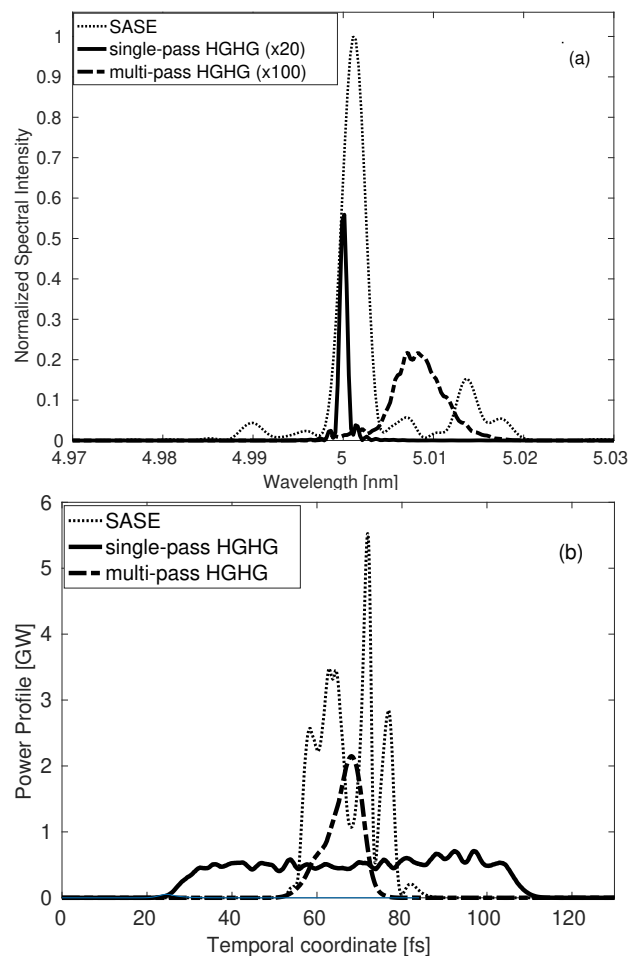 SASE
single-pass HGHG (x20)
multi-pass HGHG (x100)
(a)
1
0.9
0.8
0.7
0.6
0.5
0.4
0.3
0.2
0.1
0
Normalized Spectral Intensity
4.97 4.98 4.99 5 5.01 5.02 5.03
Wavelength [nm]
SASE
single-pass HGHG
multi-pass HGHG
(b)
6
5
4
3
2
1
0
Power Profile [GW]
0 20 40 60 80 100 120
Temporal coordinate [fs]